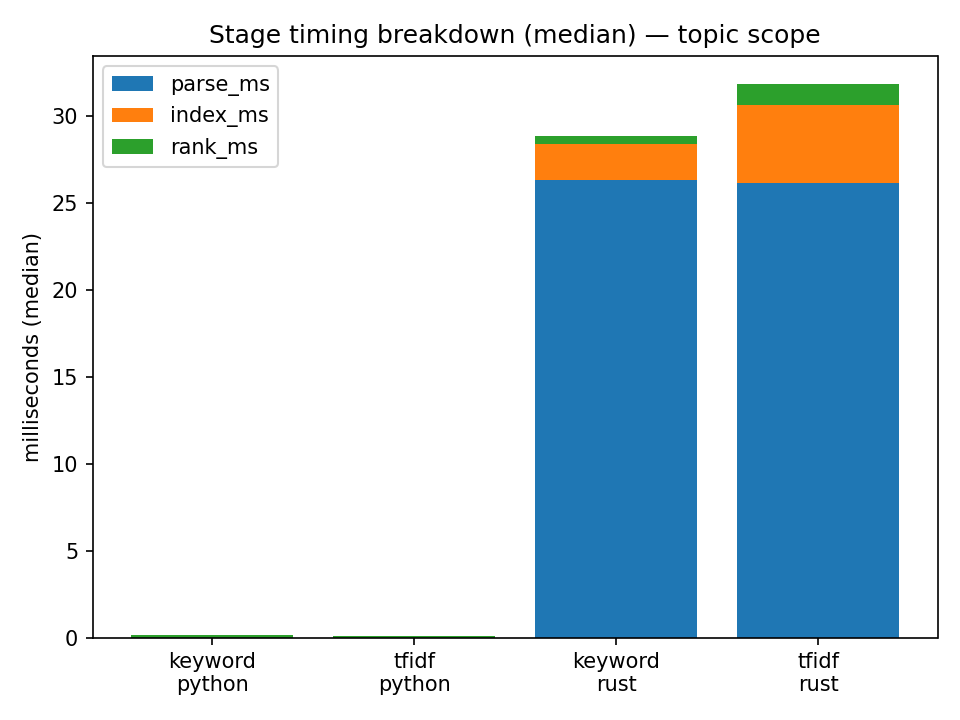 Stage timing breakdown (median) — topic scope
parse_ms
index_ms
rank_ms
milliseconds (median)
30
25
20
15
10
5
0
keyword
python
tfidf
python
keyword
rust
tfidf
rust